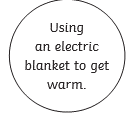 Using
an electric
blanket to get
warm.